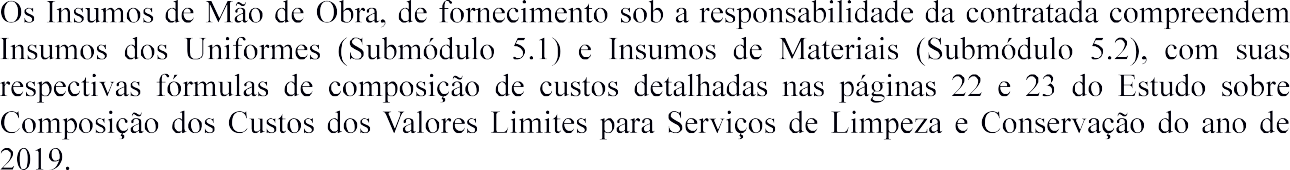 Os Insumos de Mão de Obra, de fornecimento sob a responsabilidade da contratada compreendem
Insumos dos Uniformes (Submódulo 5.1) e Insumos de Materiais (Submódulo 5.2), com suas
respectivas fórmulas de composição de custos detalhadas nas páginas 22 e 23 do Estudo sobre
Composição dos Custos dos Valores Limites para Serviços de Limpeza e Conservação do ano de
2019.